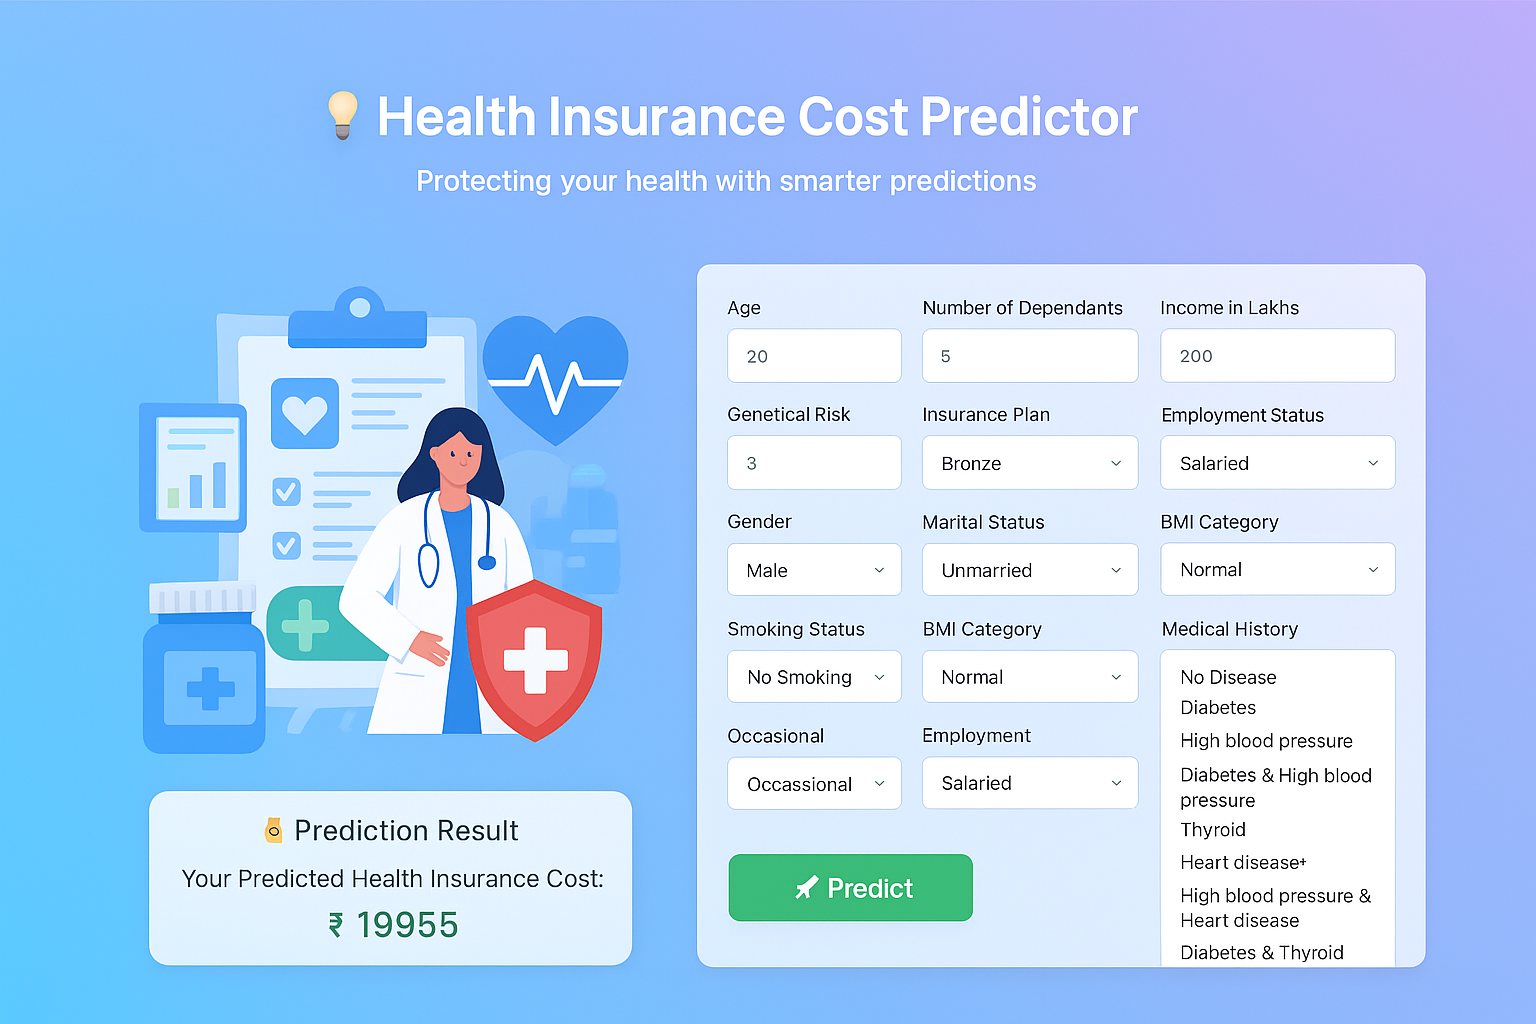 Health Insurance Cost Predictor
Protecting your health with smarter predictions
Age
20
Number of Dependants
5
Income in Lakhs
200
Genetical Risk
3
Insurance Plan
Bronze
Employment Status
Salaried
Gender
Male
Marital Status
Unmarried
BMI Category
Normal
Smoking Status
No Smoking
BMI Category
Normal
Medical History
No Disease
Diabetes
High blood pressure
Diabetes & High blood
pressure
Thyroid
Heart disease+
High blood pressure &
Heart disease
Diabetes & Thyroid
Occasional
Occassional
Employment
Salaried
Predict
Prediction Result
Your Predicted Health Insurance Cost:
₹ 19955